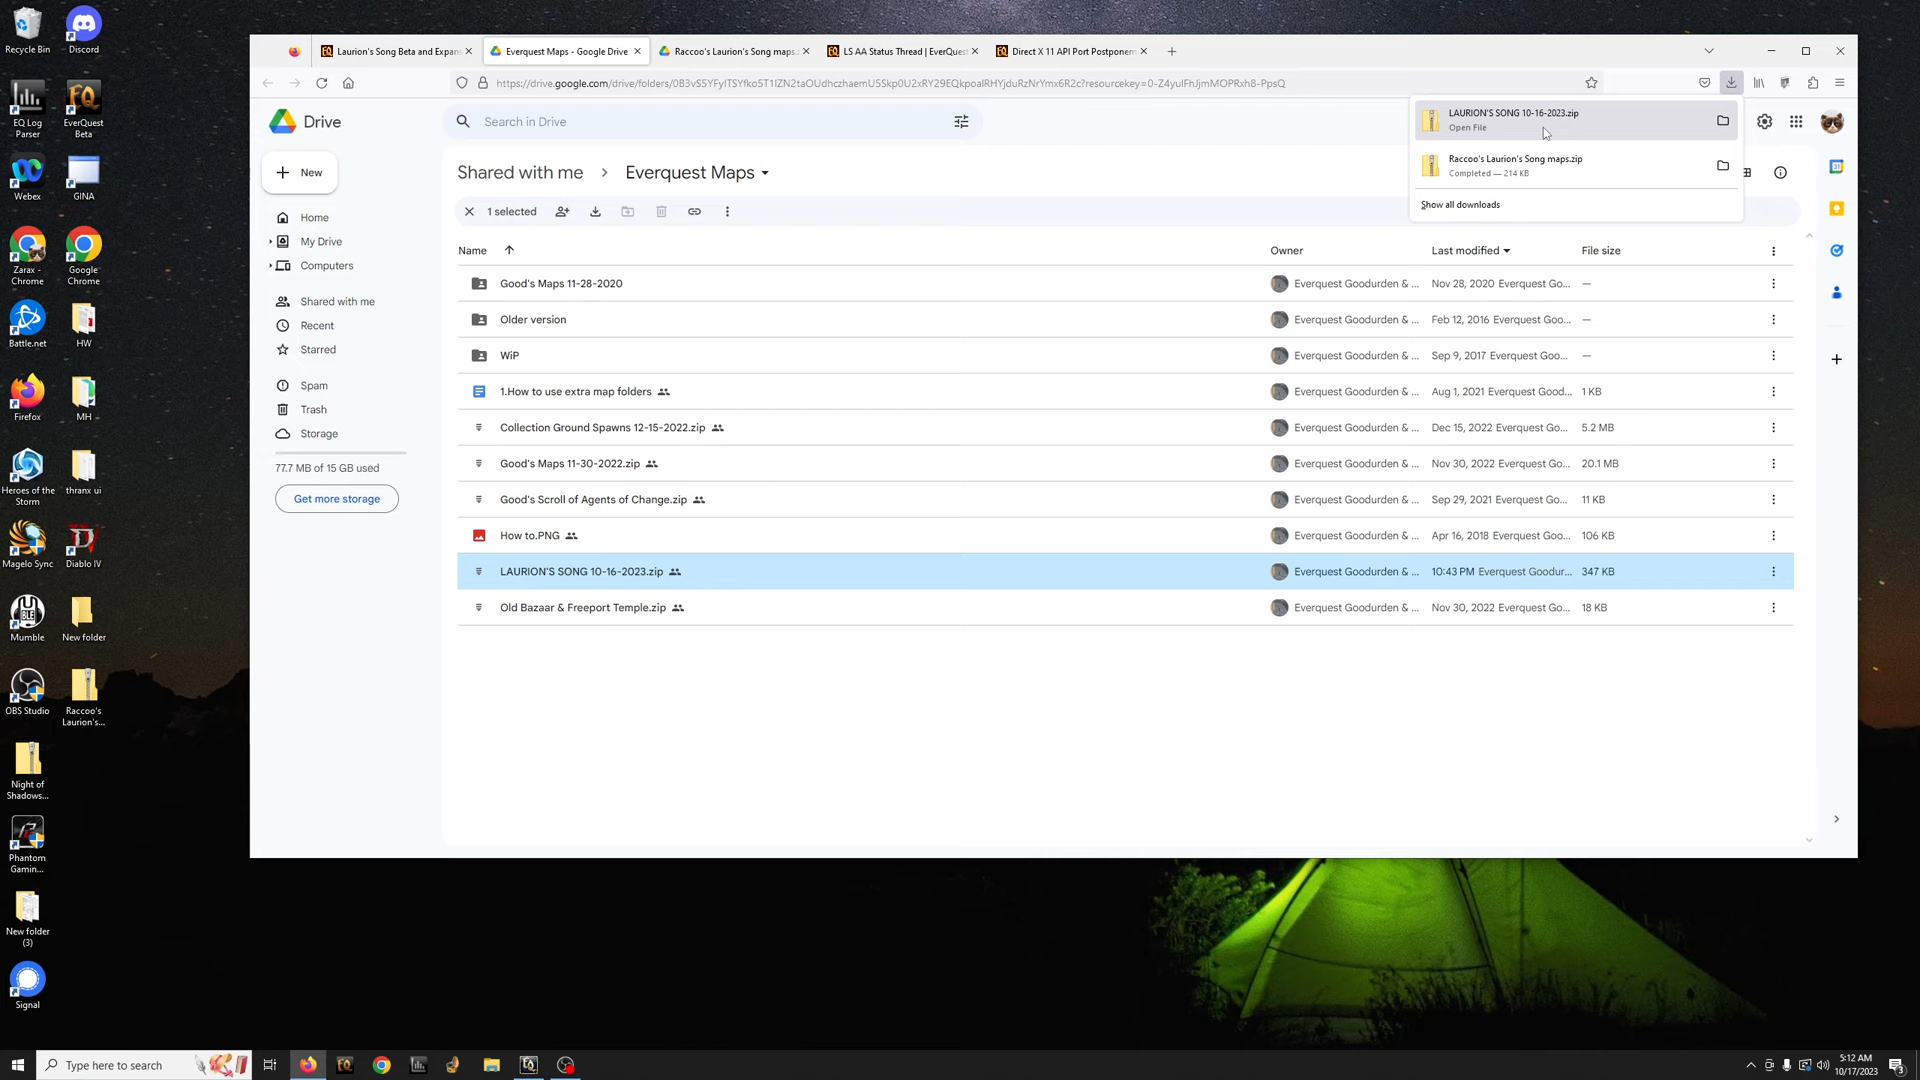 Recycle Bin
Discord
EQ Log
Parser
EverQuest
Beta
Webex
GINA
Zarax -
Chrome
Google
Chrome
Battle.net
HW
Firefox
MH
Heroes of the
Storm
thranx ui
Magelo Sync
Diablo IV
Mumble
New folder
OBS Studio
Raccoo's
Laurion's...
Night of
Shadows...
Phantom
Gamin...
New folder
(3)
Signal
Laurion's Song Beta and Expans
Everquest Maps - Google Drive
Raccoo's Laurion's Song maps.
LS AA Status Thread | EverQues
Direct X 11 API Port Postponem
Drive
Search in Drive
LAURION'S SONG 10-16-2023.zip
Open File
Raccoo's Laurion's Song maps.zip
Completed — 214 KB
Show all downloads
New
Home
My Drive
Computers
Shared with me
Recent
Starred
Spam
Trash
Storage
77.7 MB of 15 GB used
Get more storage
Shared with me > Everquest Maps
1 selected
Name Owner Last modified File size
Good's Maps 11-28-2020 Everquest Goodurden & ... Nov 28, 2020 Everquest Go... —
Older version Everquest Goodurden & ... Feb 12, 2016 Everquest Goo... —
WiP Everquest Goodurden & ... Sep 9, 2017 Everquest Goo... —
1.How to use extra map folders Everquest Goodurden & ... Aug 1, 2021 Everquest Good... 1 KB
Collection Ground Spawns 12-15-2022.zip Everquest Goodurden & ... Dec 15, 2022 Everquest Go... 5.2 MB
Good's Maps 11-30-2022.zip Everquest Goodurden & ... Nov 30, 2022 Everquest Go... 20.1 MB
Good's Scroll of Agents of Change.zip Everquest Goodurden & ... Sep 29, 2021 Everquest Go... 11 KB
How to.PNG Everquest Goodurden & ... Apr 16, 2018 Everquest Goo... 106 KB
LAURION'S SONG 10-16-2023.zip Everquest Goodurden & ... 10:43 PM Everquest Goodur... 347 KB
Old Bazaar & Freeport Temple.zip Everquest Goodurden & ... Nov 30, 2022 Everquest Go... 18 KB
Type here to search
5:12 AM
10/17/2023